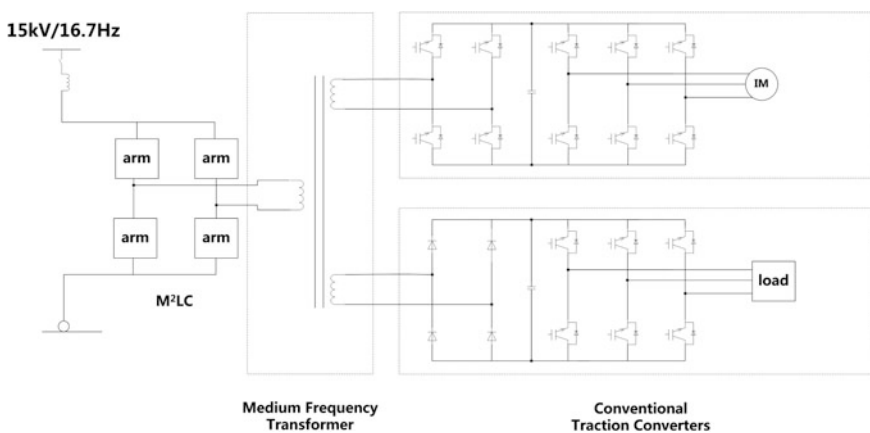 15kV/16.7Hz
arm
arm
arm
arm
M²LC
IM
load
Medium Frequency
Transformer
Conventional
Traction Converters